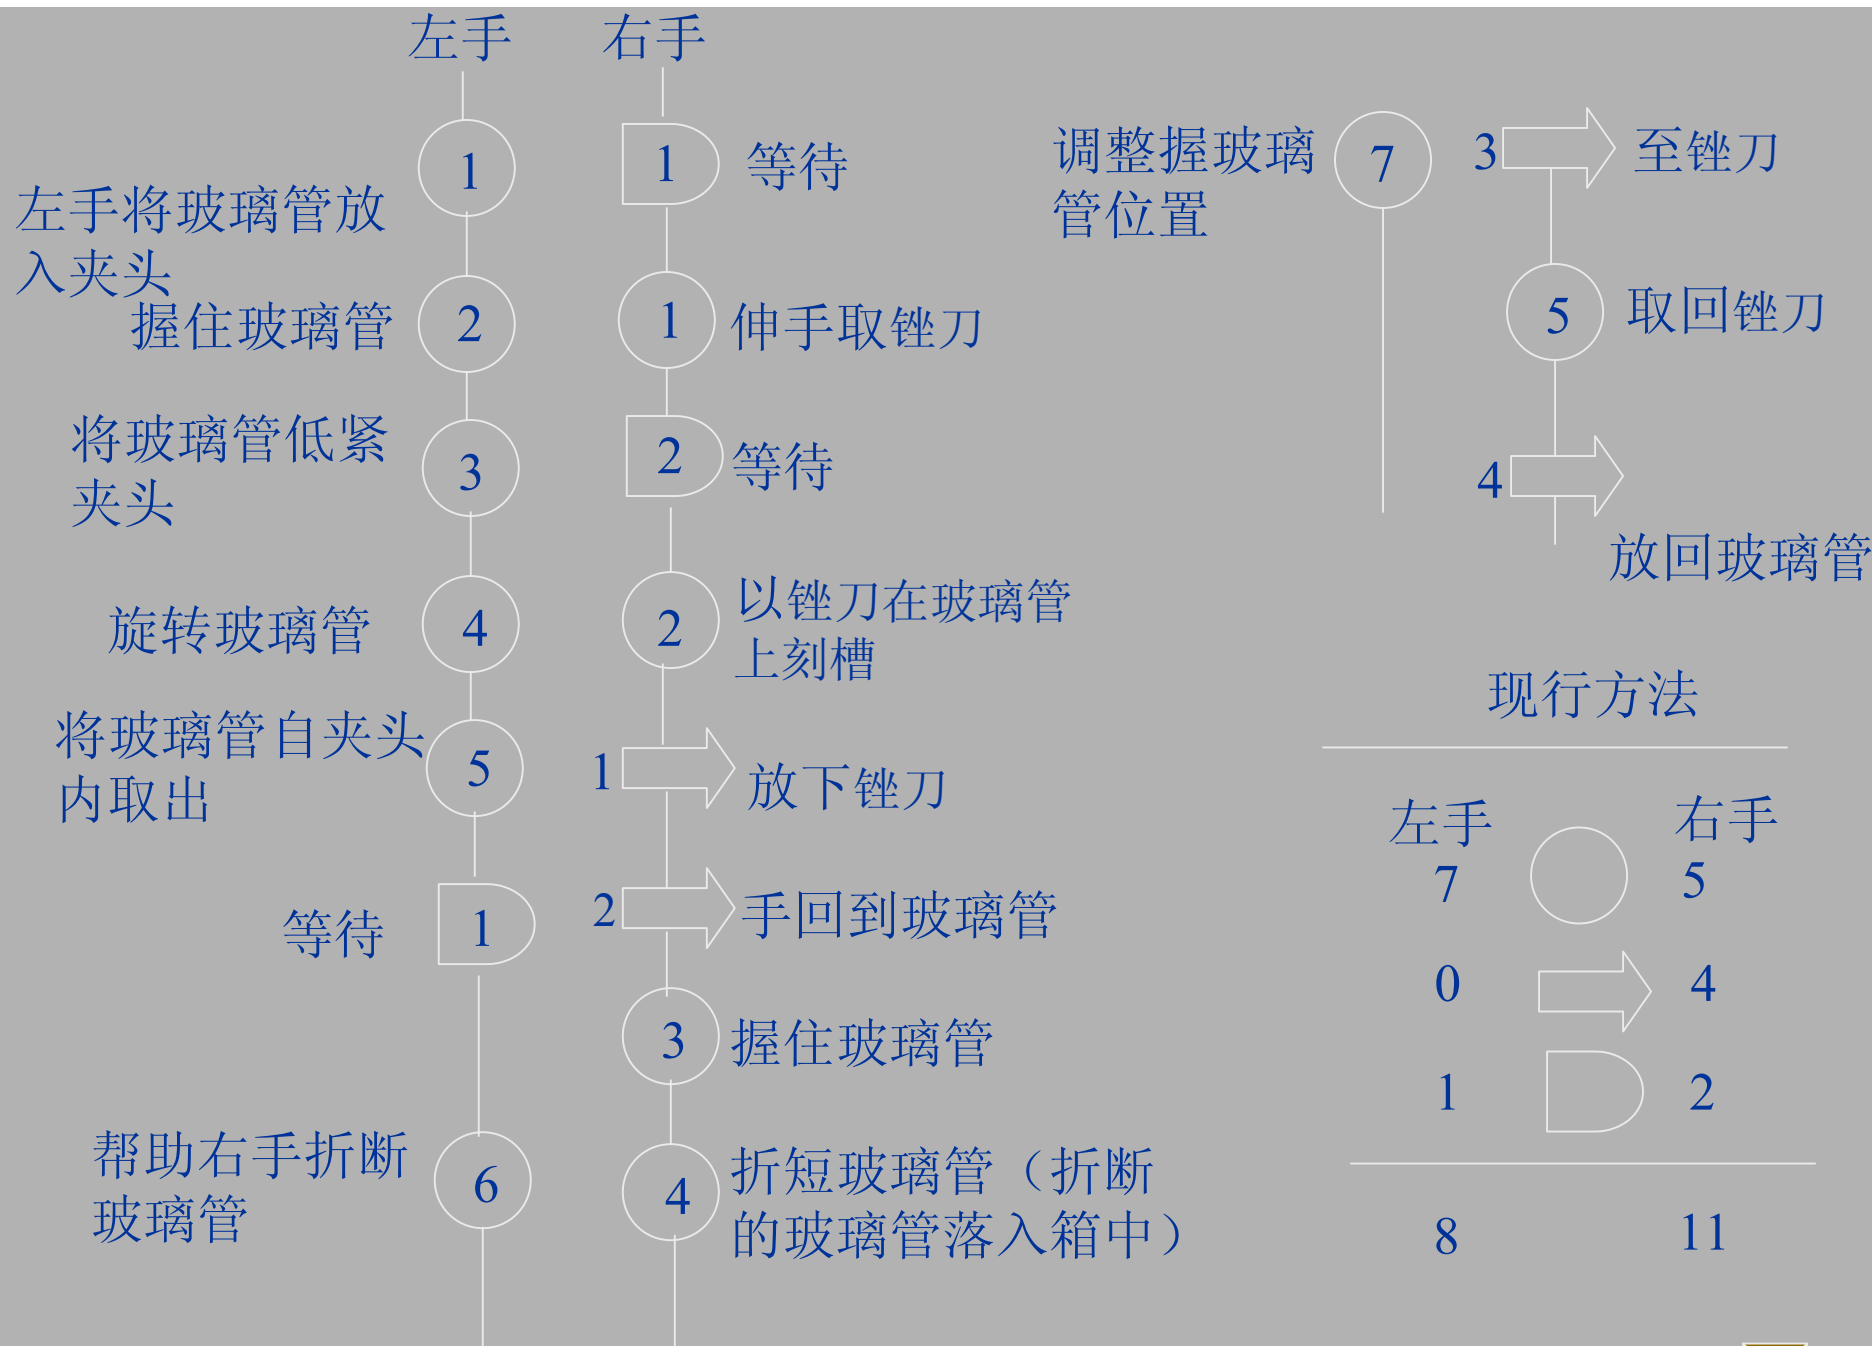 左手
右手
1
左手将玻璃管放
入夹头
1
等待
2
握住玻璃管
1
伸手取锉刀
3
将玻璃管低紧
夹头
2
等待
4
旋转玻璃管
2
以锉刀在玻璃管
上刻槽
5
将玻璃管自夹头
内取出
1
放下锉刀
1
等待
2
手回到玻璃管
3
握住玻璃管
6
帮助右手折断
玻璃管
4
折短玻璃管（折断
的玻璃管落入箱中）
调整握玻璃
管位置
7
3
至锉刀
5
取回锉刀
4
放回玻璃管
现行方法
左手
右手
7
5
0
4
1
2
8
11